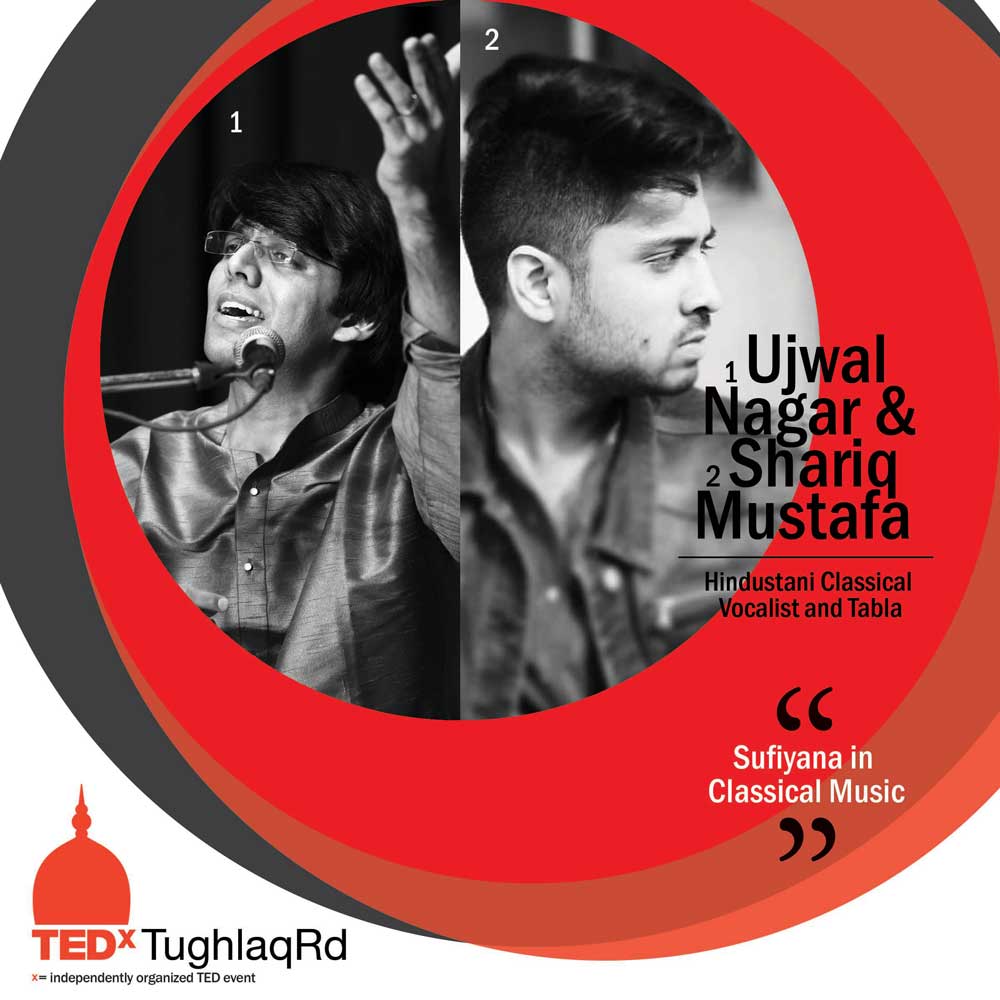 1
2
1 Ujwal
Nagar &
2 Shariq
Mustafa
Hindustani Classical
Vocalist and Tabla
“
Sufiyana in
Classical Music
”
TEDx TughlaqRd
x= independently organized TED event